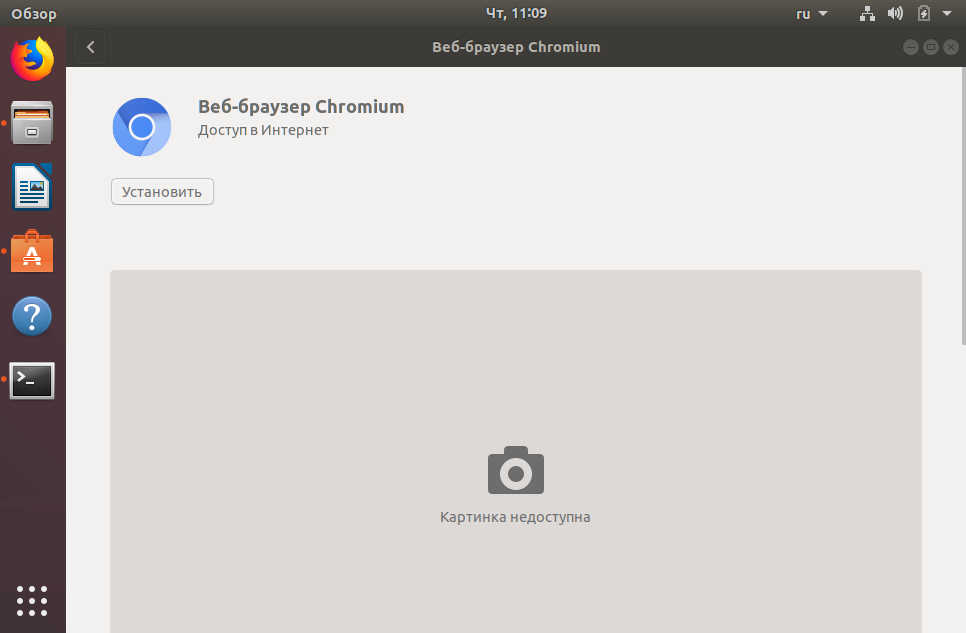 Обзор
Чт, 11:09
ru
Веб-браузер Chromium
Веб-браузер Chromium
Доступ в Интернет
Установить
Картинка недоступна